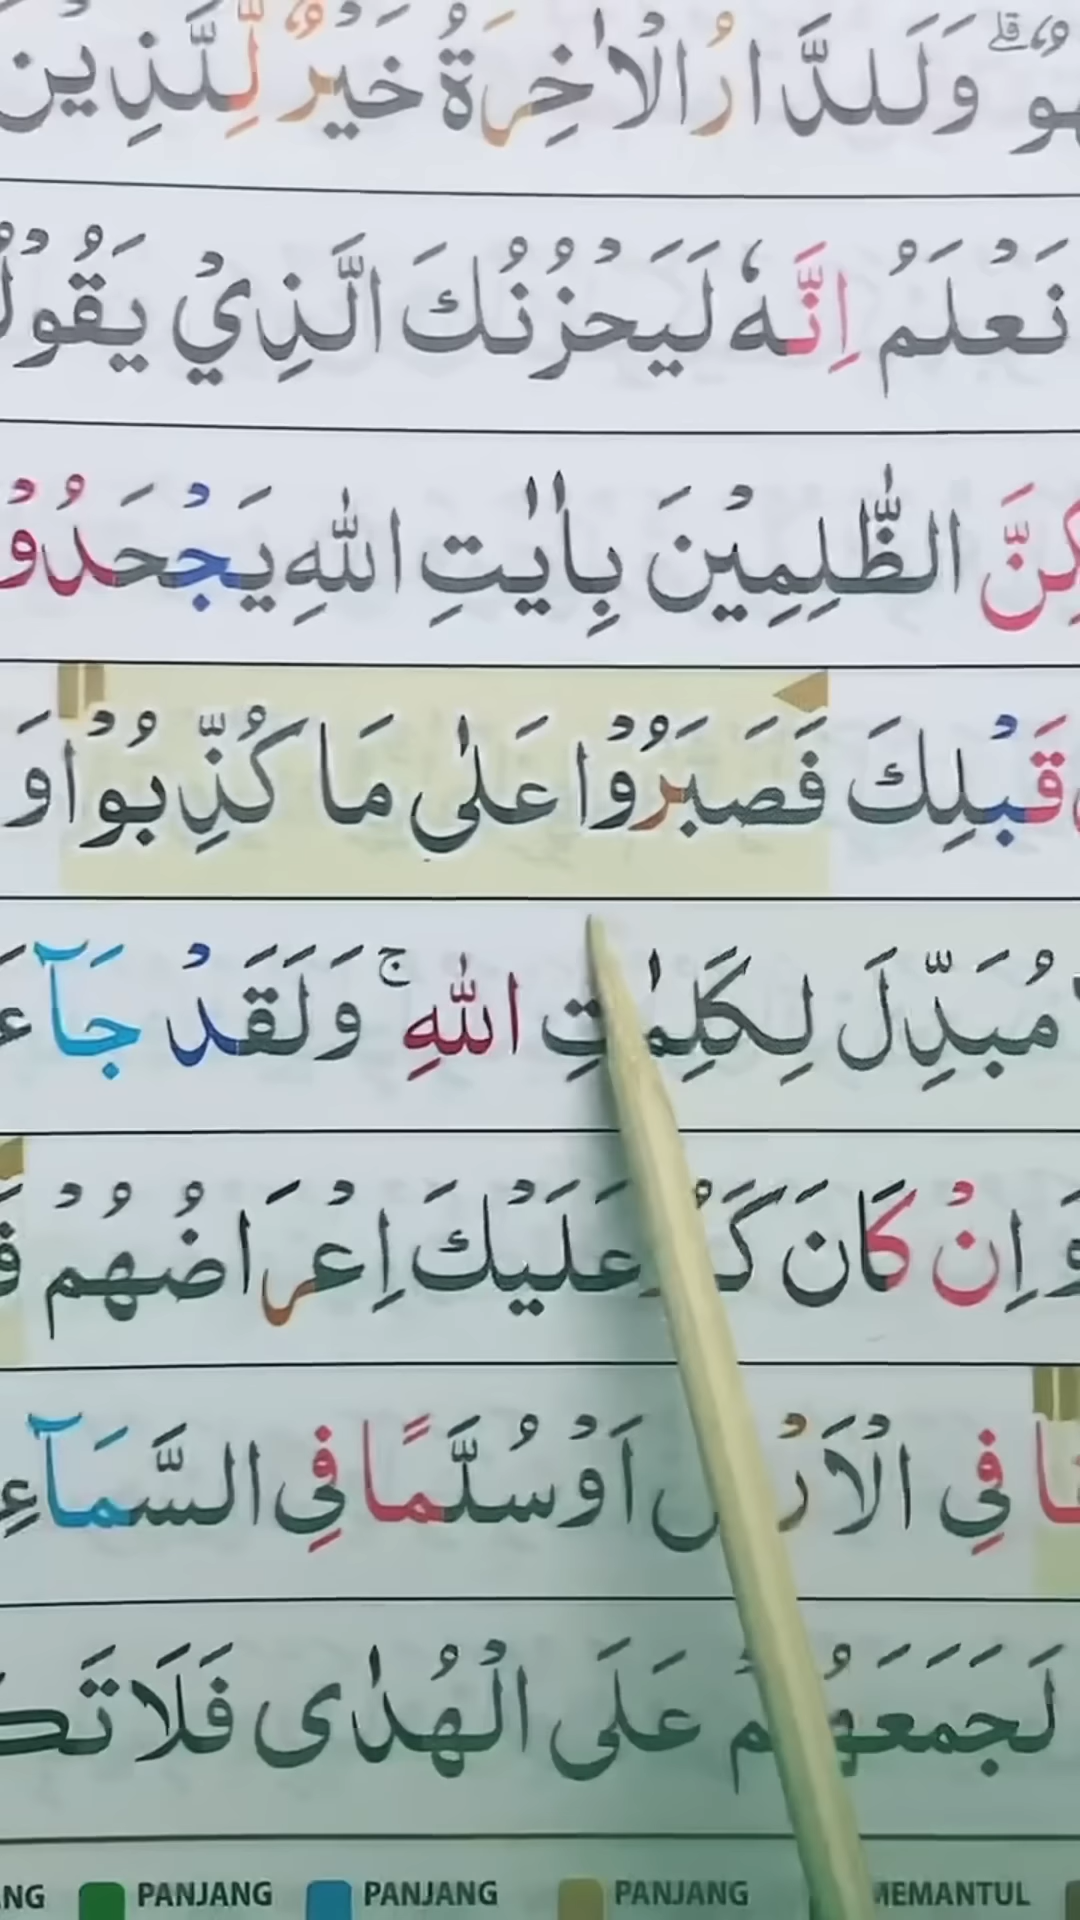 وَلَلدَّارُ الْاٰخِرَةُ خَيْرٌ لِّلَّذِيْنَ
نَعْلَمُ اِنَّهٗ لَيَحْزُنُكَ الَّذِيْ
الظّٰلِمِيْنَ بِاٰيٰتِ اللّٰهِ
قَبْلِكَ فَصَبَرُوْا عَلٰى مَا كُذِّبُوْا وَ
مُبَدِّلَ لِكَلِمٰتِ اللّٰهِ ۚ وَلَقَدْ
وَاِنْ كَانَ عَلَيْكَ اِعْرَاضُهُمْ
فِى الْاَرْضِ اَوْ سُلَّمًا فِى السَّمَآءِ
لَجَمَعَهُمْ عَلَى الْهُدٰى فَلَا
PANJANG PANJANG PANJANG MEMANTUL